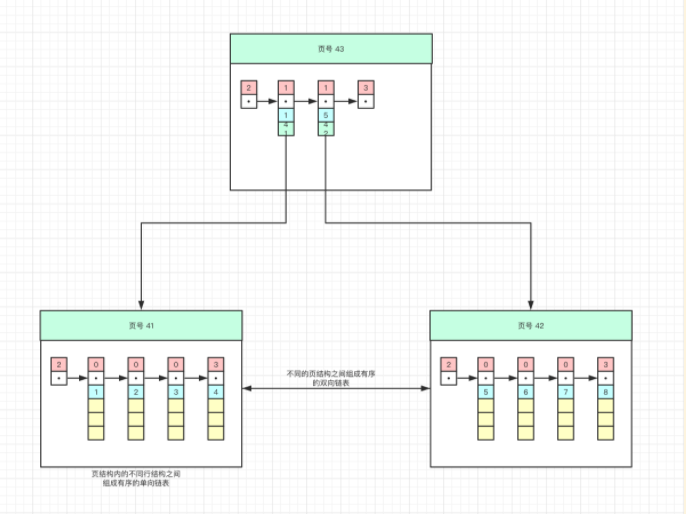 页号 43
2 1 1 3
1 5
4 4
1 2
页号 41
页号 42
2 0 0 0 3
2 0 0 0 3
不同的页结构之间组成有序
的双向链表
1 2 3 4
5 6 7 8
页结构内的不同行结构之间
组成有序的单向链表